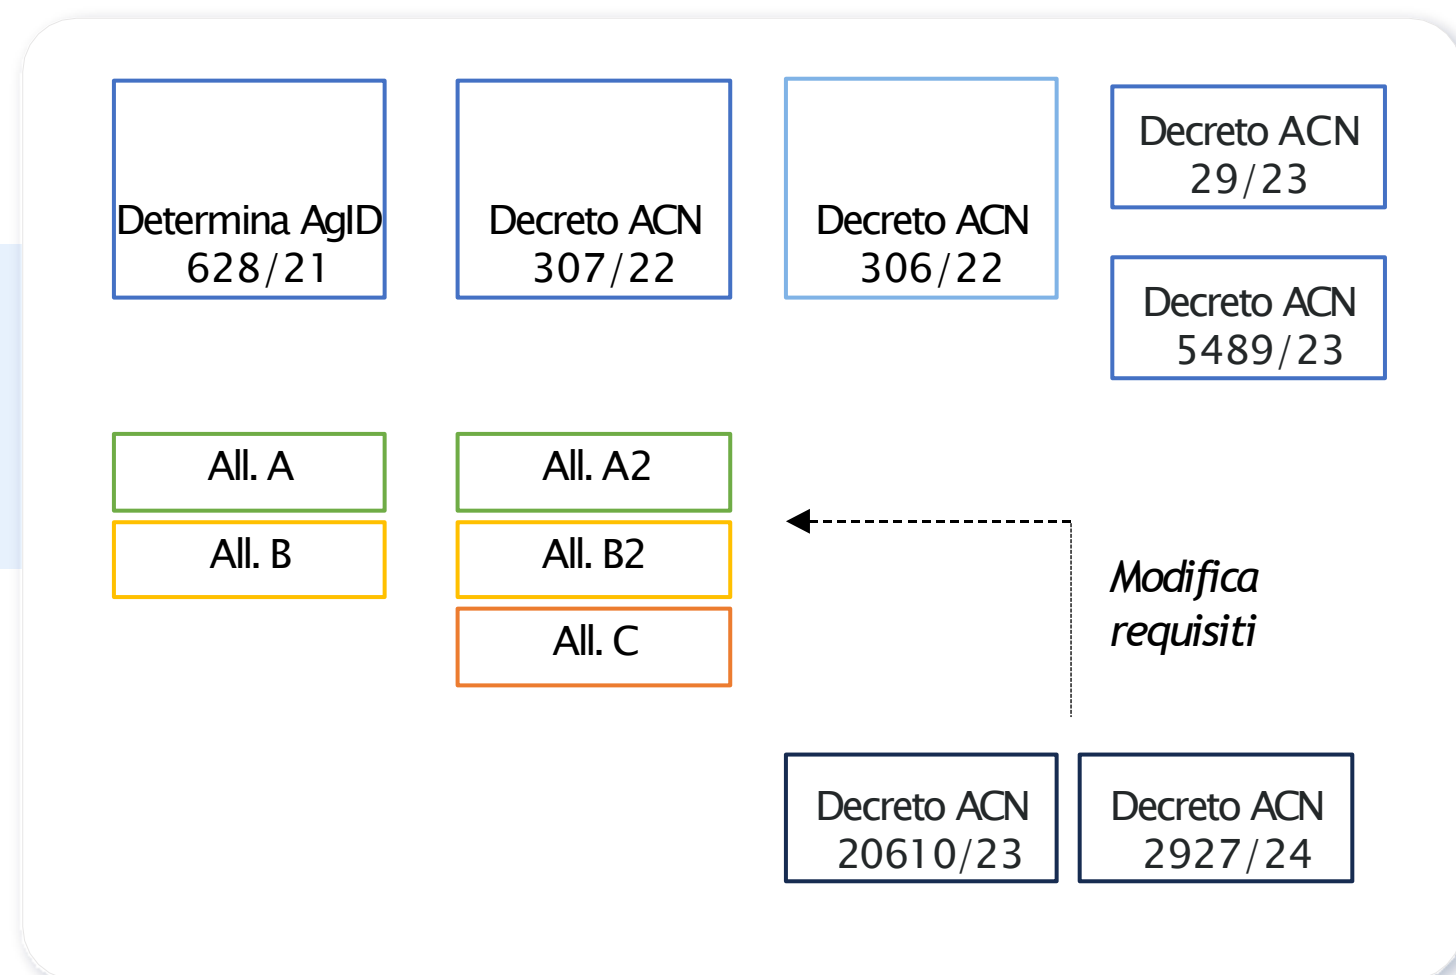 Determina AgID
628/21
Decreto ACN
307/22
Decreto ACN
306/22
Decreto ACN
29/23
Decreto ACN
5489/23
All. A
All. B
All. A2
All. B2
All. C
Modifica
requisiti
Decreto ACN
20610/23
Decreto ACN
2927/24